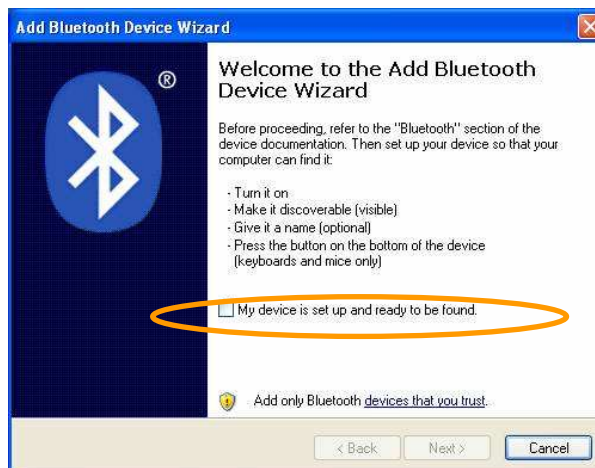 Add Bluetooth Device Wizard
®
Welcome to the Add Bluetooth
Device Wizard
Before proceeding, refer to the "Bluetooth" section of the
device documentation. Then set up your device so that your
computer can find it:
- Turn it on
- Make it discoverable (visible)
- Give it a name (optional)
- Press the button on the bottom of the device
(keyboards and mice only)
My device is set up and ready to be found.
Add only Bluetooth devices that you trust.
< Back Next > Cancel